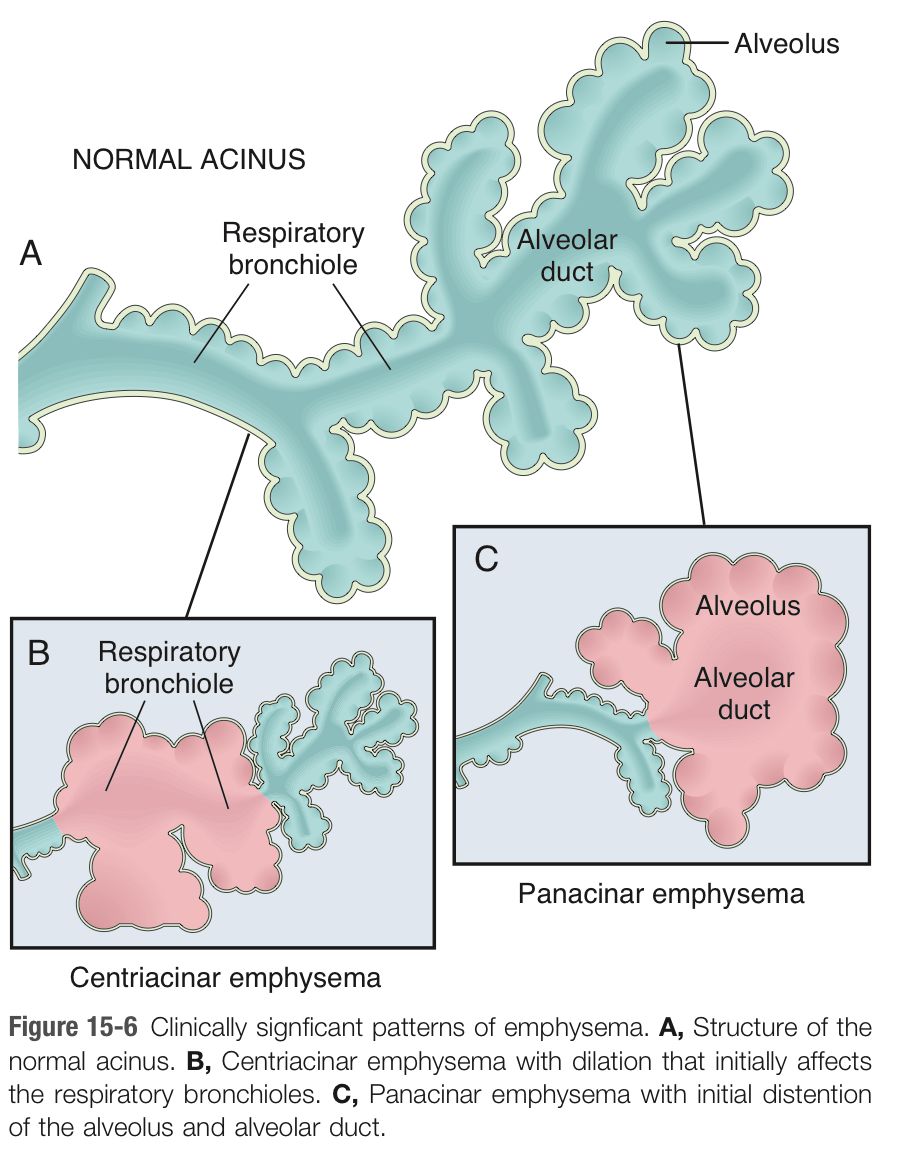 Alveolus
NORMAL ACINUS
A
Respiratory
bronchiole
Alveolar
duct
B
Respiratory
bronchiole
Centriacinar emphysema
C
Alveolus
Alveolar
duct
Panacinar emphysema
Figure 15-6 Clinically signficant patterns of emphysema. A, Structure of the
normal acinus. B, Centriacinar emphysema with dilation that initially affects
the respiratory bronchioles. C, Panacinar emphysema with initial distention
of the alveolus and alveolar duct.